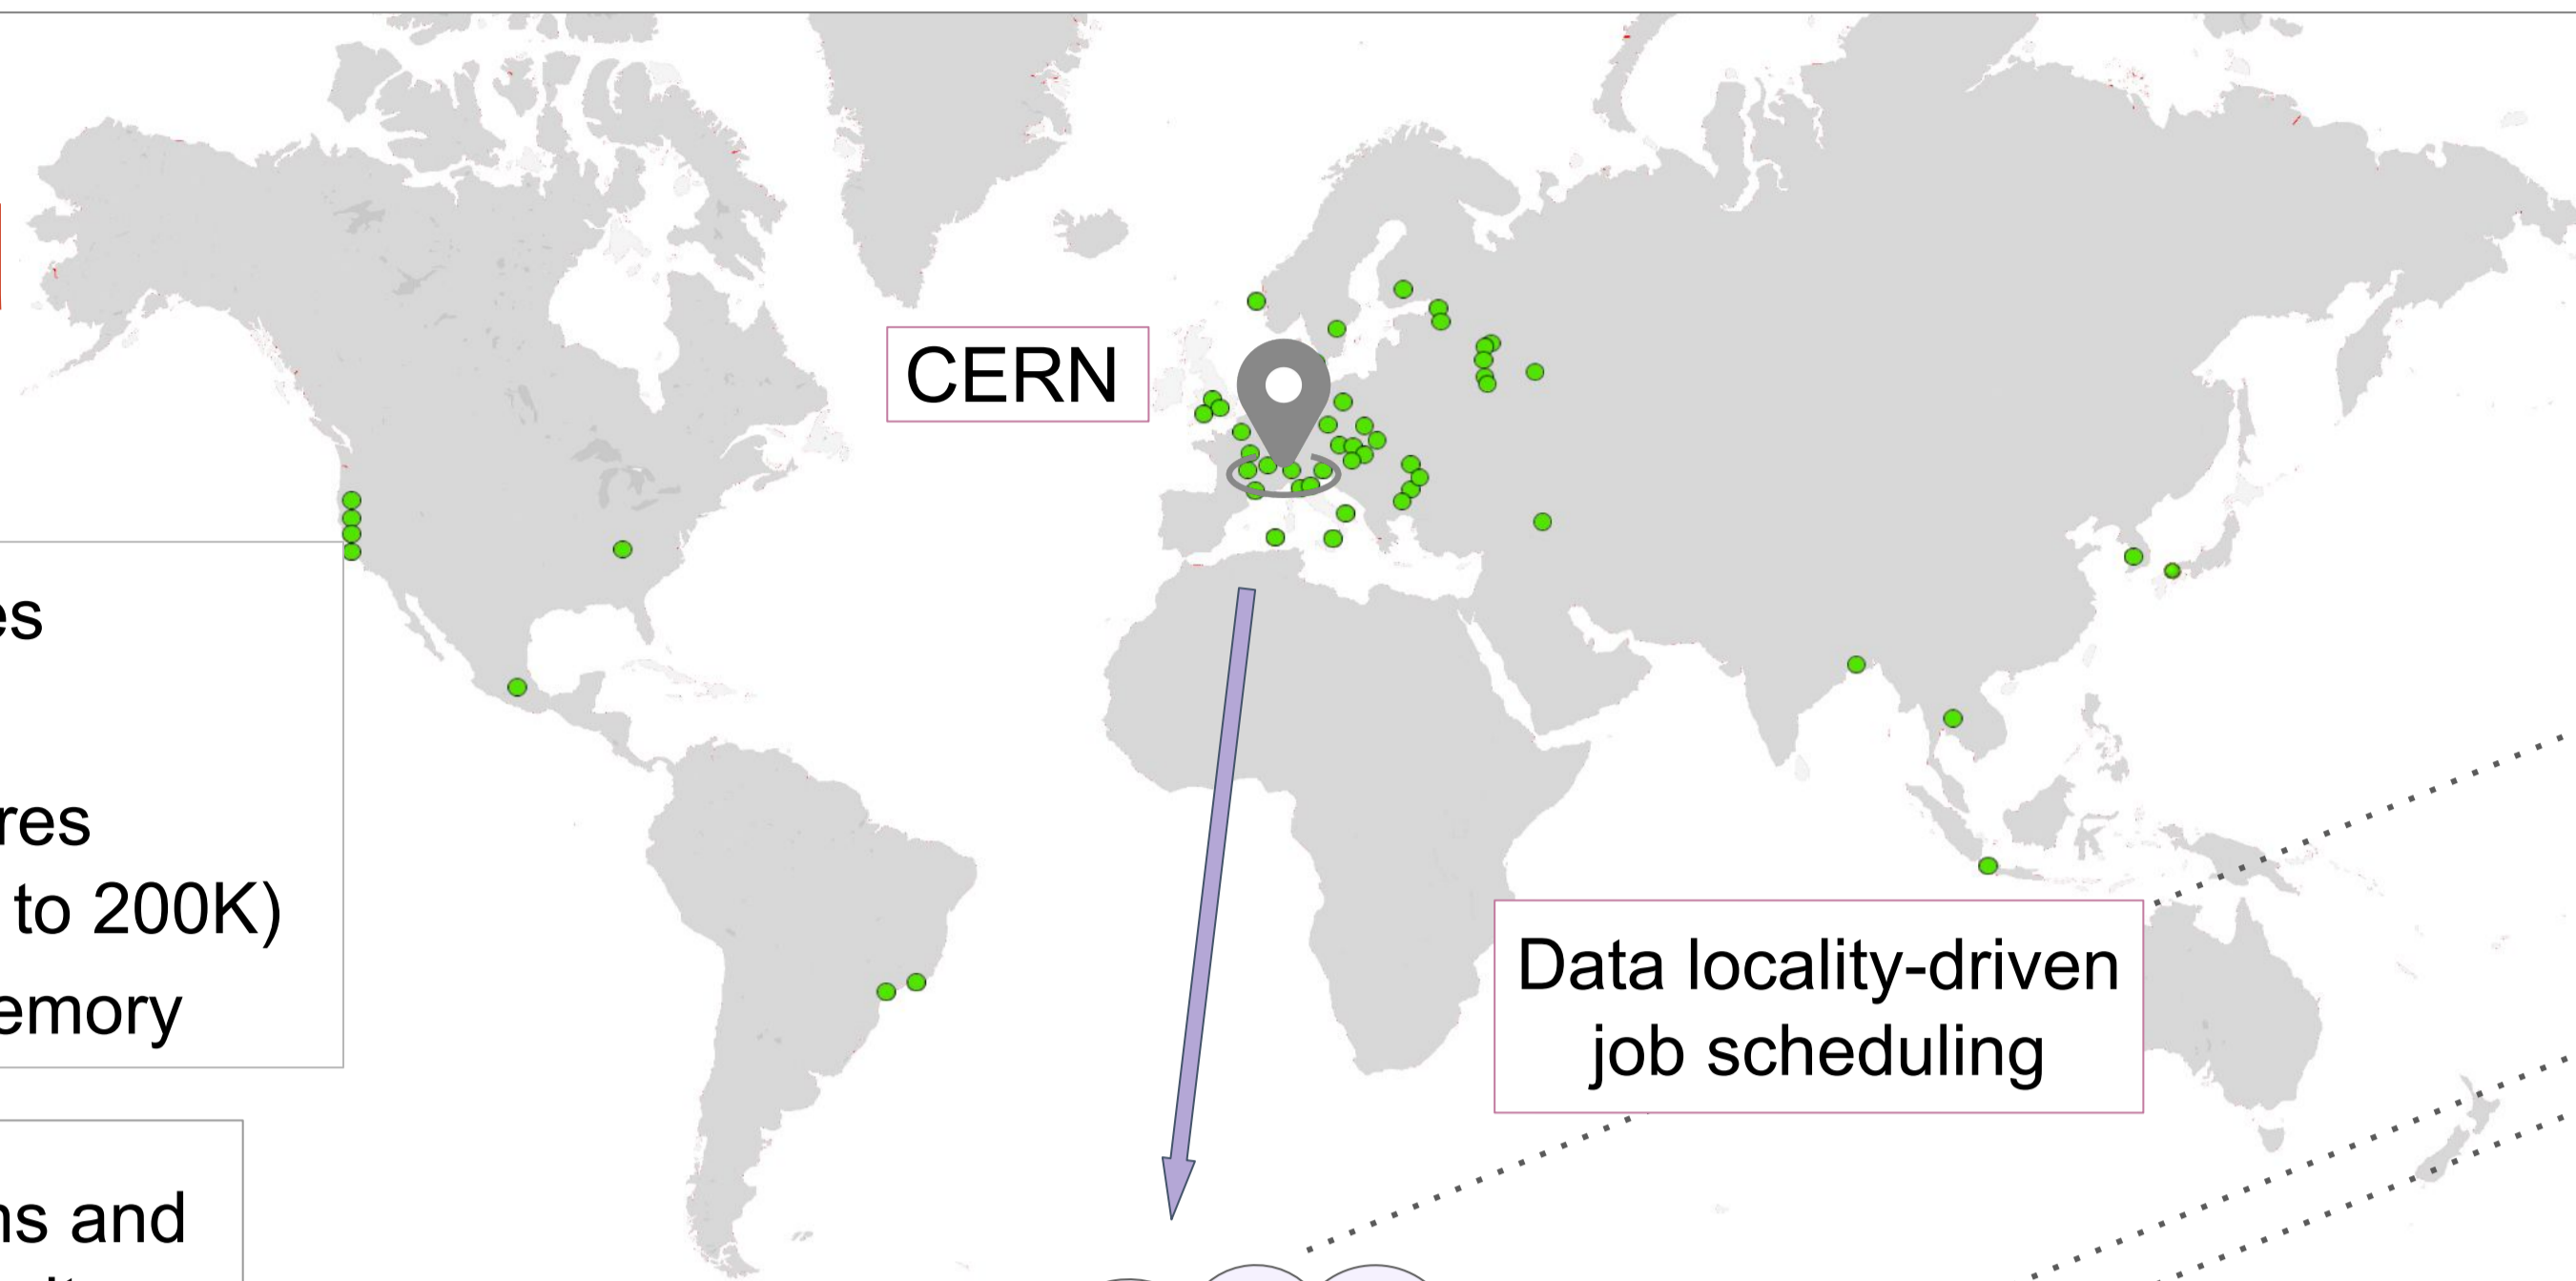 CERN
es
res
to 200K)
emory
Data locality-driven
job scheduling
ns and